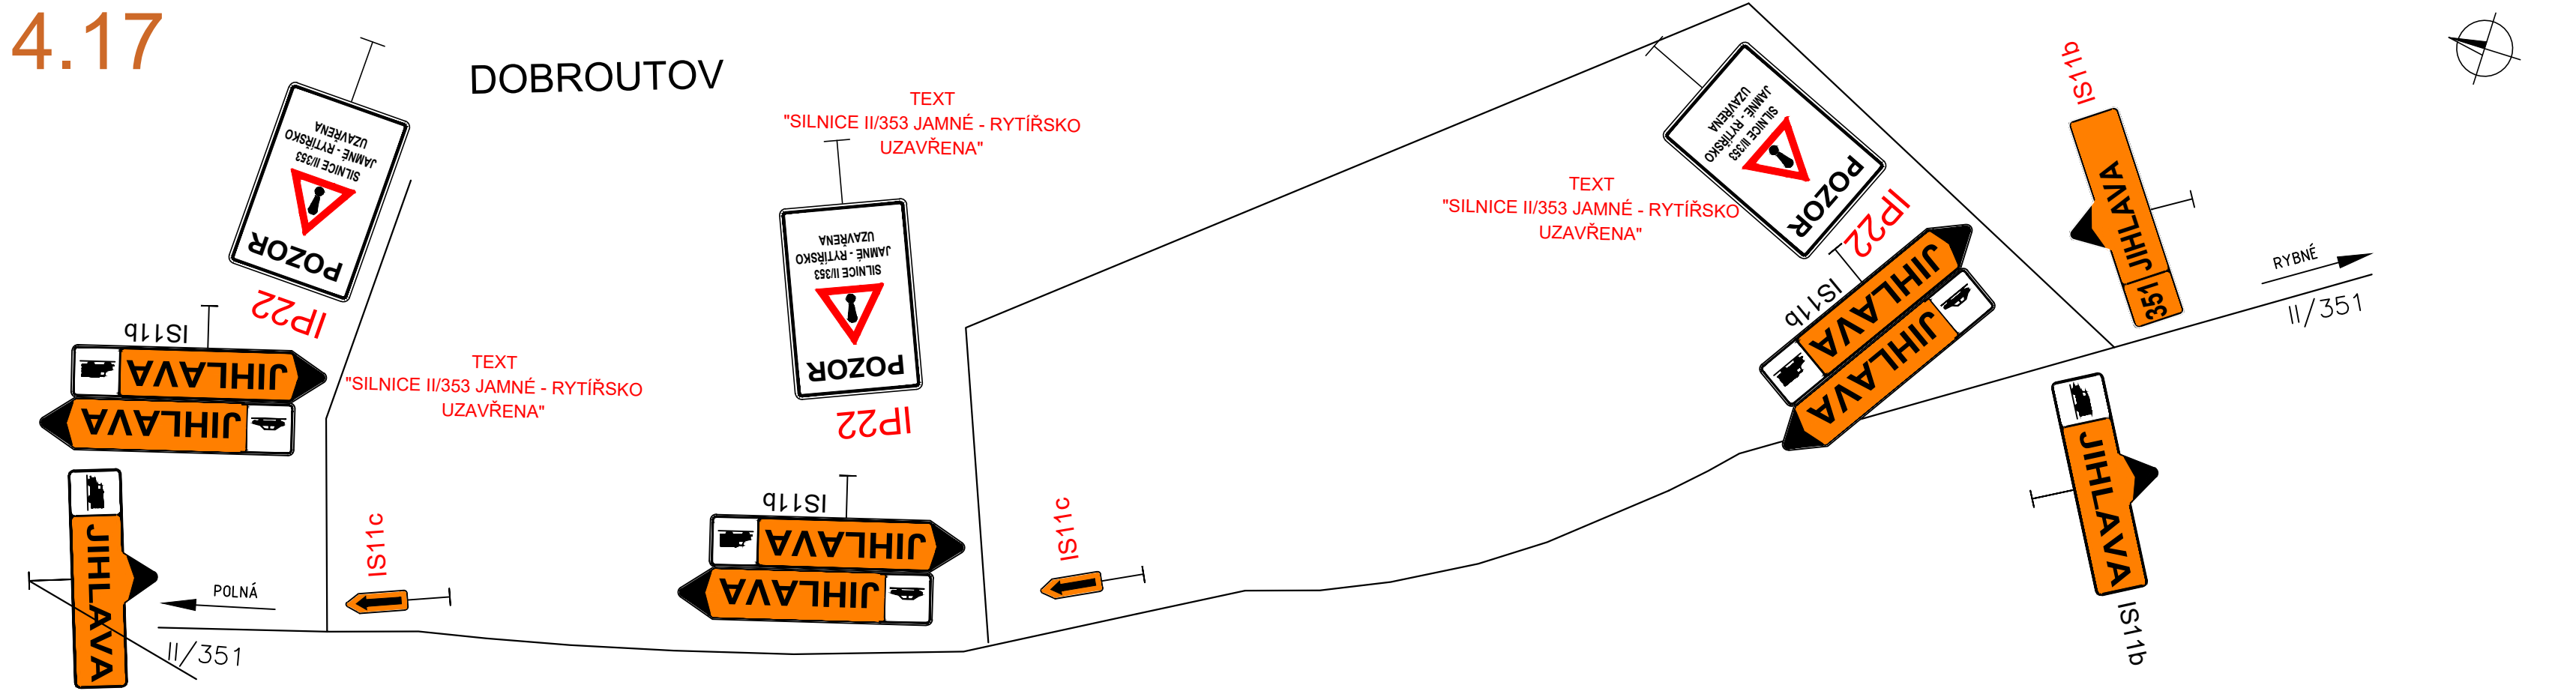 4.17
DOBROUTOV
POZOR
SILNICE II/353
JAMNÉ - RYTÍŘSKO
UZAVŘENA
IP22
IS11b
JIHLAVA
JIHLAVA
JIHLAVA
POLNÁ
II/351
TEXT
"SILNICE II/353 JAMNÉ - RYTÍŘSKO
UZAVŘENA"
IS11c
TEXT
"SILNICE II/353 JAMNÉ - RYTÍŘSKO
UZAVŘENA"
POZOR
SILNICE II/353
JAMNÉ - RYTÍŘSKO
UZAVŘENA
IP22
IS11b
JIHLAVA
JIHLAVA
IS11c
TEXT
"SILNICE II/353 JAMNÉ - RYTÍŘSKO
UZAVŘENA"
POZOR
SILNICE II/353
JAMNÉ - RYTÍŘSKO
UZAVŘENA
IP22
IS11b
JIHLAVA
JIHLAVA
IS11b
351 JIHLAVA
RYBNÉ
II/351
JIHLAVA
IS11b